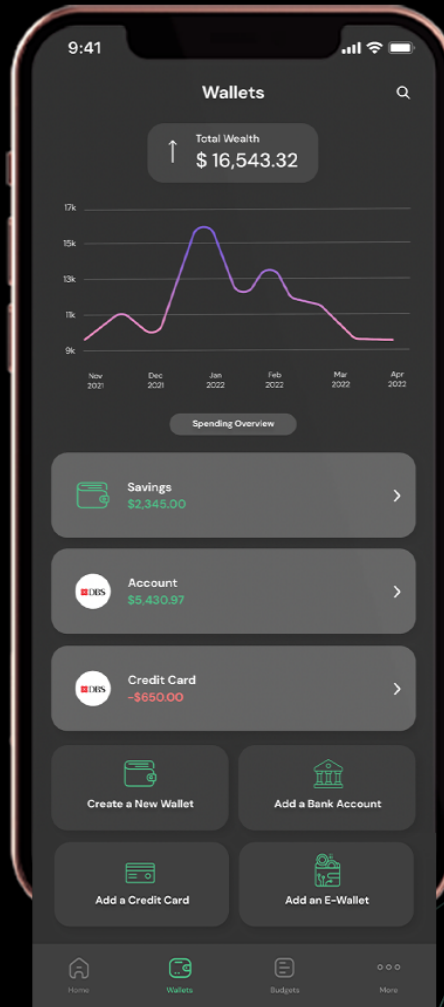 9:41
Wallets
Total Wealth
$ 16,543.32
17k
15k
13k
11k
9k
Nov 2021
Dec 2021
Jan 2022
Feb 2022
Mar 2022
Apr 2022
Spending Overview
Savings
$2,345.00
DBS
Account
$5,430.97
DBS
Credit Card
-$650.00
Create a New Wallet
Add a Bank Account
Add a Credit Card
Add an E-Wallet
Home
Wallets
Budgets
More